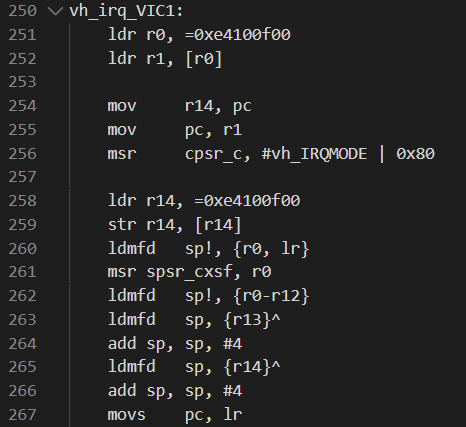 250 vh_irq_VIC1:
251 ldr r0, =0xe4100f00
252 ldr r1, [r0]
253
254 mov r14, pc
255 mov pc, r1
256 msr cpsr_c, #vh_IRQMODE | 0x80
257
258 ldr r14, =0xe4100f00
259 str r14, [r14]
260 ldmfd sp!, {r0, lr}
261 msr spsr_cxsf, r0
262 ldmfd sp!, {r0-r12}
263 ldmfd sp, {r13}^
264 add sp, sp, #4
265 ldmfd sp, {r14}^
266 add sp, sp, #4
267 movs pc, lr